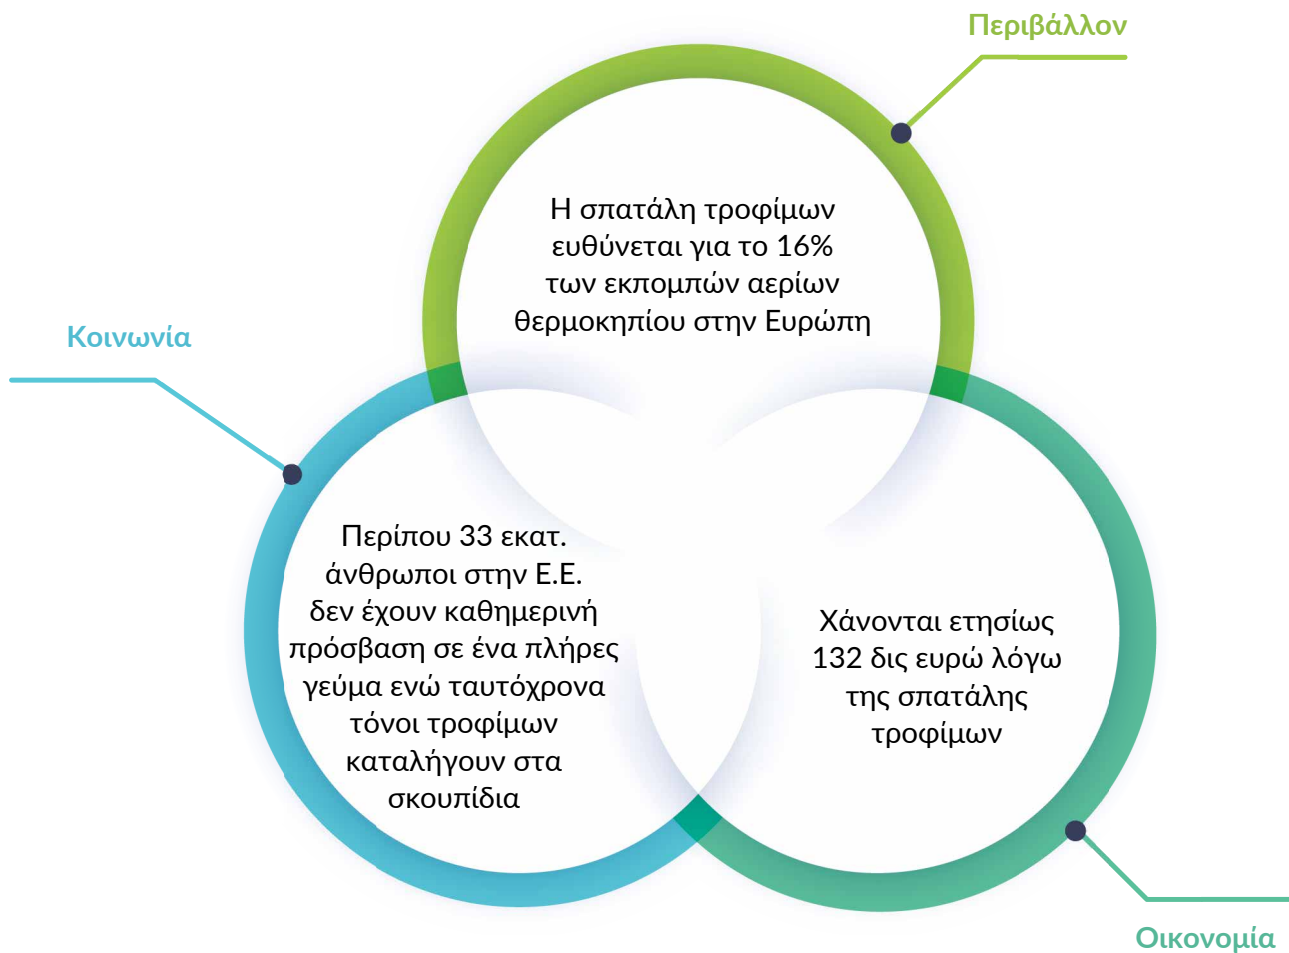 Περιβάλλον
Η σπατάλη τροφίμων
ευθύνεται για το 16%
των εκπομπών αερίων
θερμοκηπίου στην Ευρώπη
Κοινωνία
Περίπου 33 εκατ.
άνθρωποι στην Ε.Ε.
δεν έχουν καθημερινή
πρόσβαση σε ένα πλήρες
γεύμα ενώ ταυτόχρονα
τόνοι τροφίμων
καταλήγουν στα
σκουπίδια
Χάνονται ετησίως
132 δις ευρώ λόγω
της σπατάλης
τροφίμων
Οικονομία